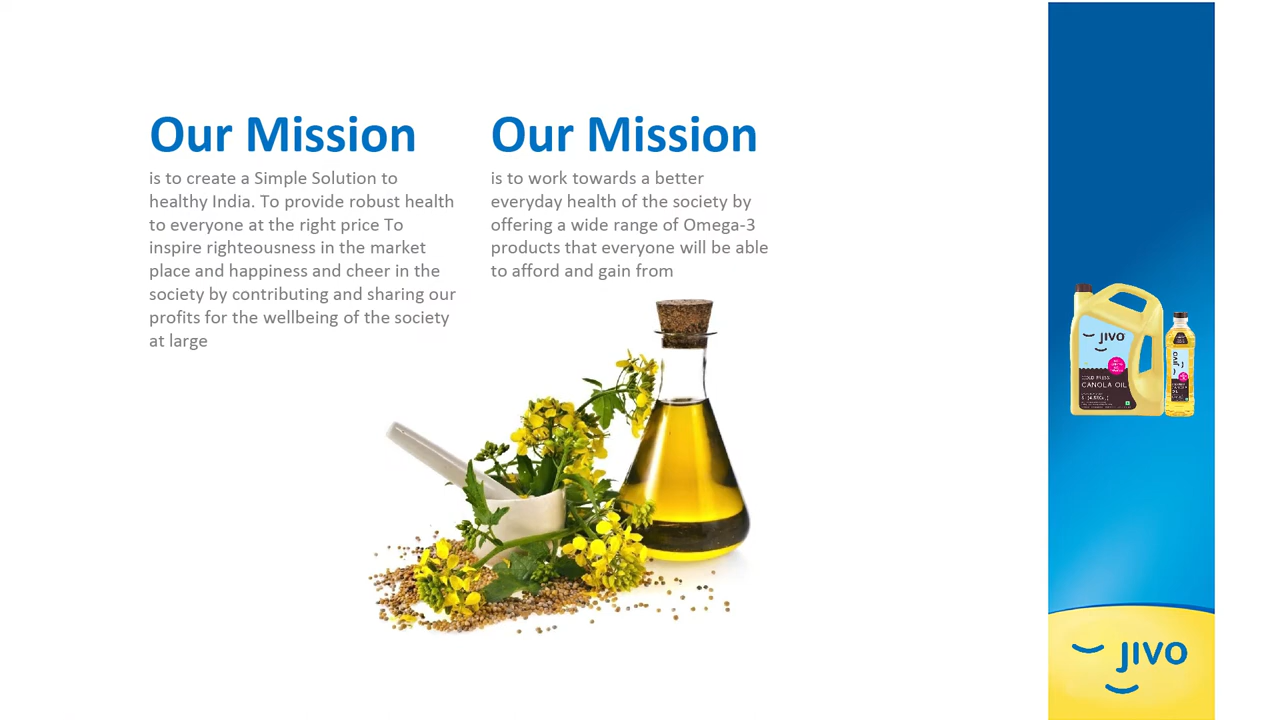 Our Mission
is to create a Simple Solution to
healthy India. To provide robust health
to everyone at the right price To
inspire righteousness in the market
place and happiness and cheer in the
society by contributing and sharing our
profits for the wellbeing of the society
at large
Our Mission
is to work towards a better
everyday health of the society by
offering a wide range of Omega-3
products that everyone will be able
to afford and gain from
JIVO
COLD PRESS
CANOLA OIL
JIVO
JIVO